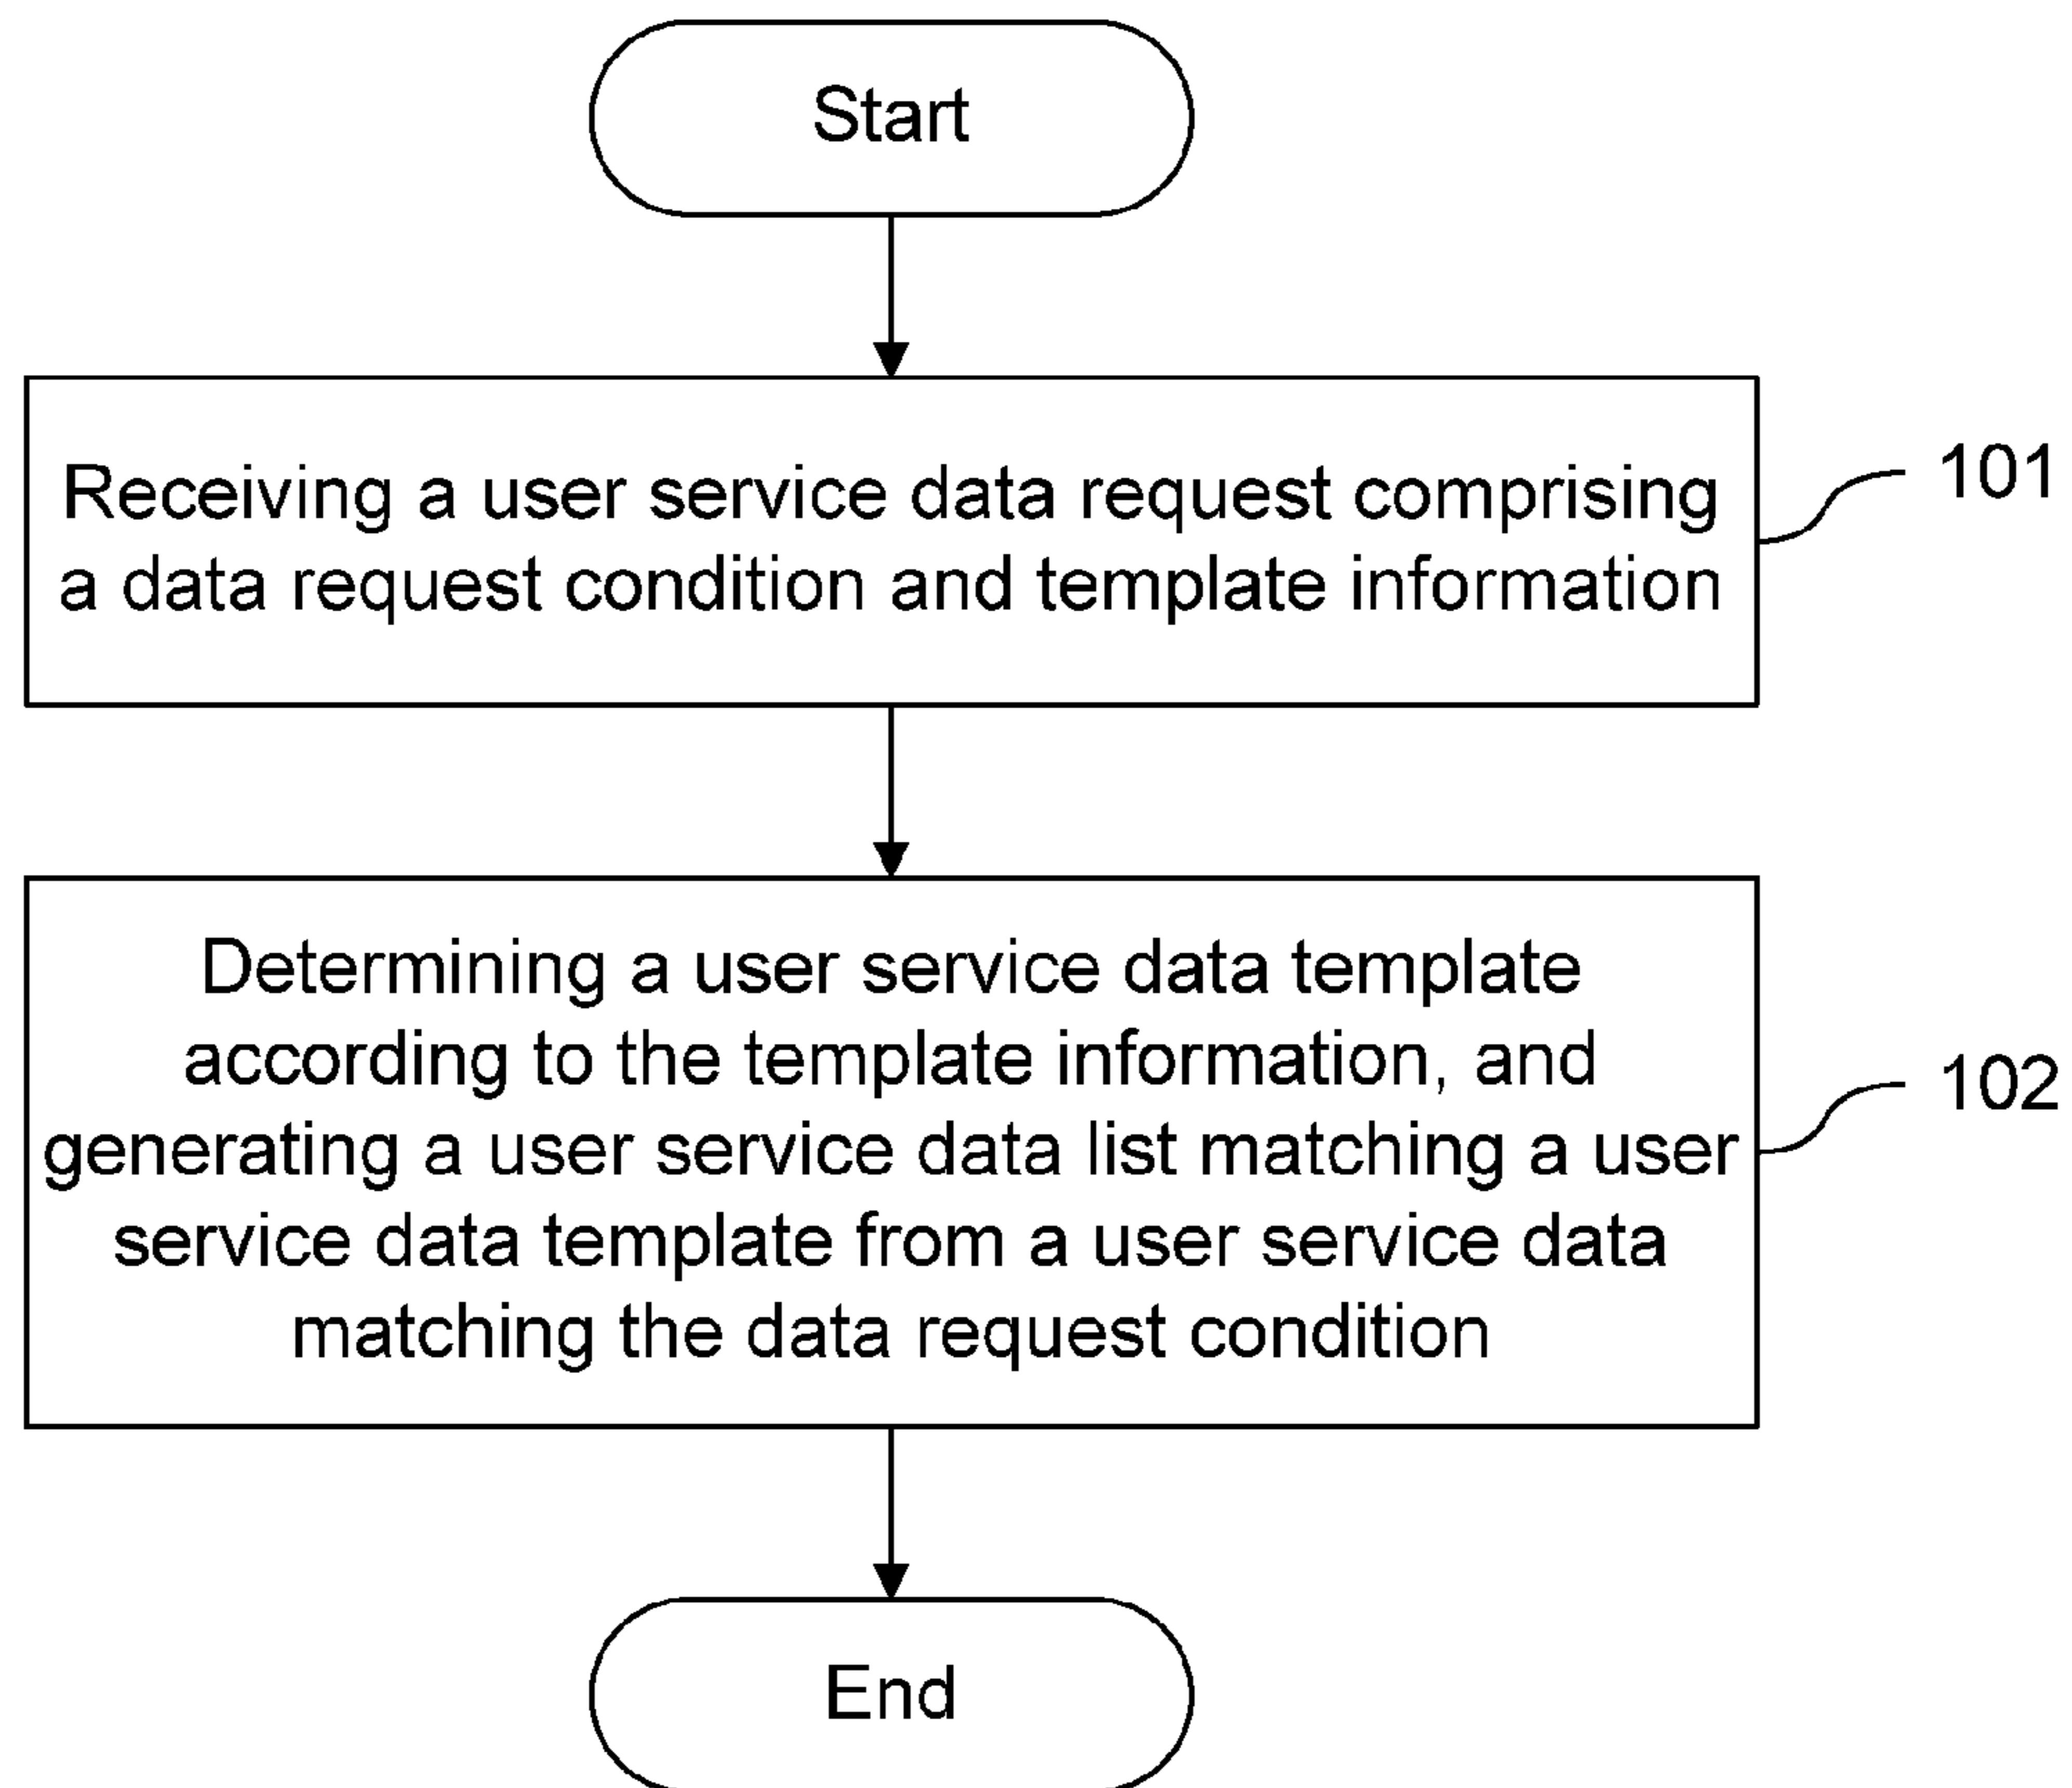 Start
Receiving a user service data request comprising
a data request condition and template information
101
Determining a user service data template
according to the template information, and
generating a user service data list matching a user
service data template from a user service data
matching the data request condition
102
End